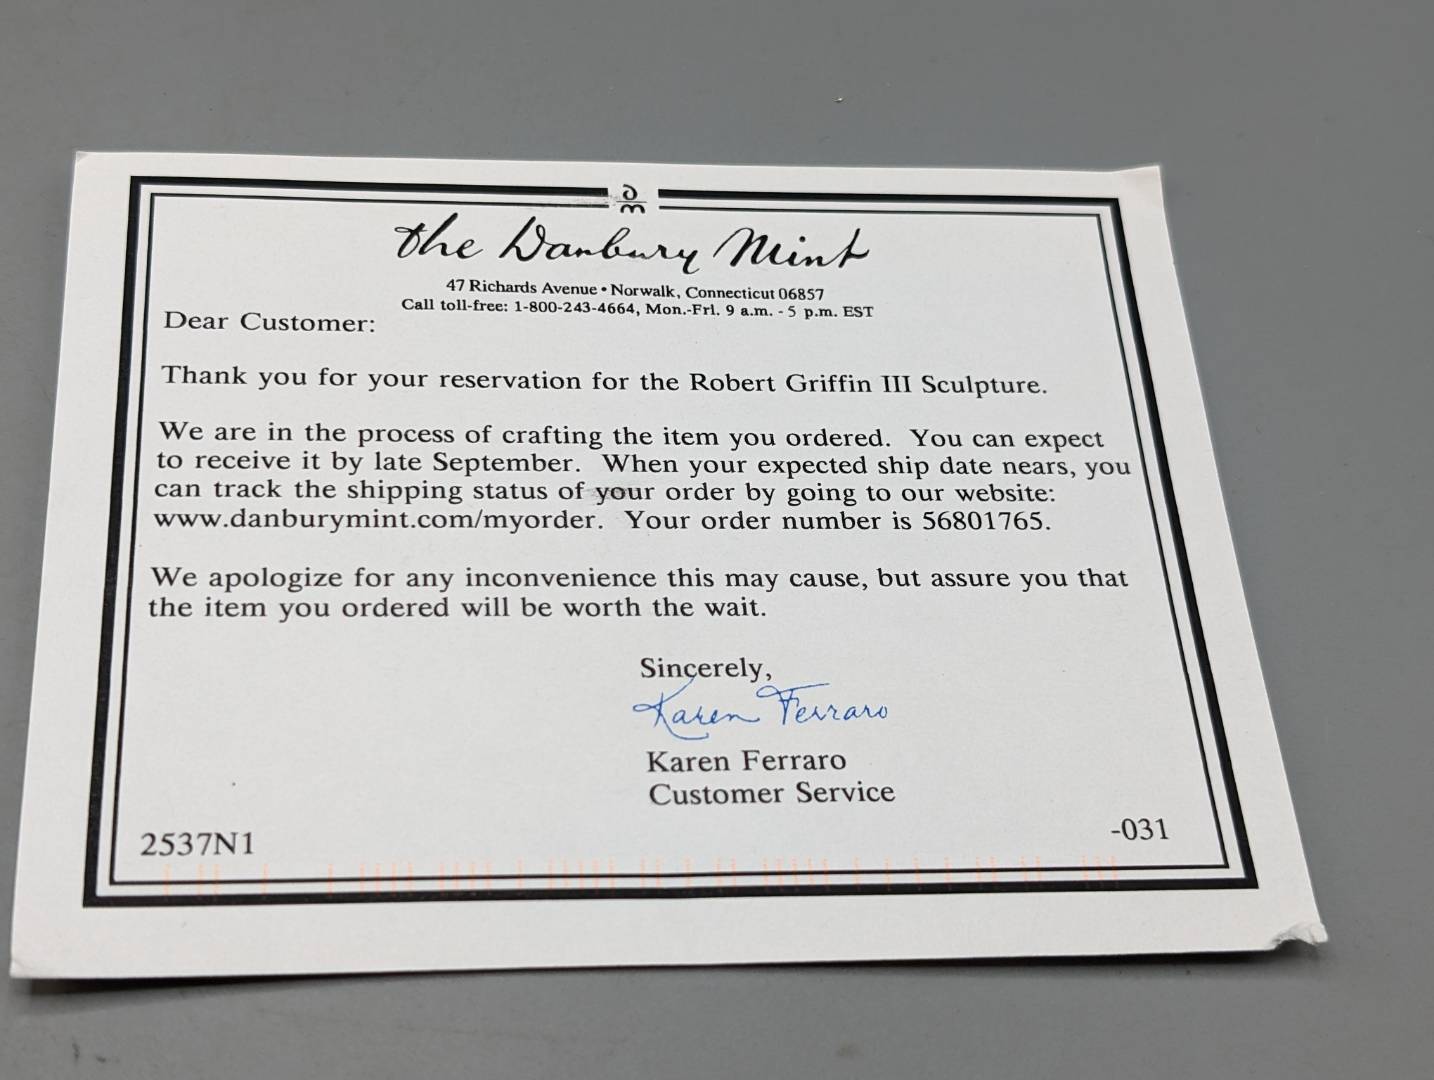 the Danbury Mint
47 Richards Avenue • Norwalk, Connecticut 06857
Call toll-free: 1-800-243-4664, Mon.-Fri. 9 a.m. - 5 p.m. EST
Dear Customer:
Thank you for your reservation for the Robert Griffin III Sculpture.
We are in the process of crafting the item you ordered. You can expect
to receive it by late September. When your expected ship date nears, you
can track the shipping status of your order by going to our website:
www.danburymint.com/myorder. Your order number is 56801765.
We apologize for any inconvenience this may cause, but assure you that
the item you ordered will be worth the wait.
Sincerely,
Karen Ferraro
Karen Ferraro
Customer Service
2537N1
-031